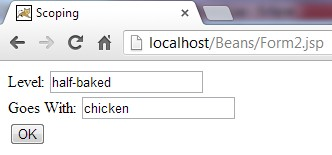 Scoping
localhost/Beans/Form2.jsp
Level: half-baked
Goes With: chicken
OK